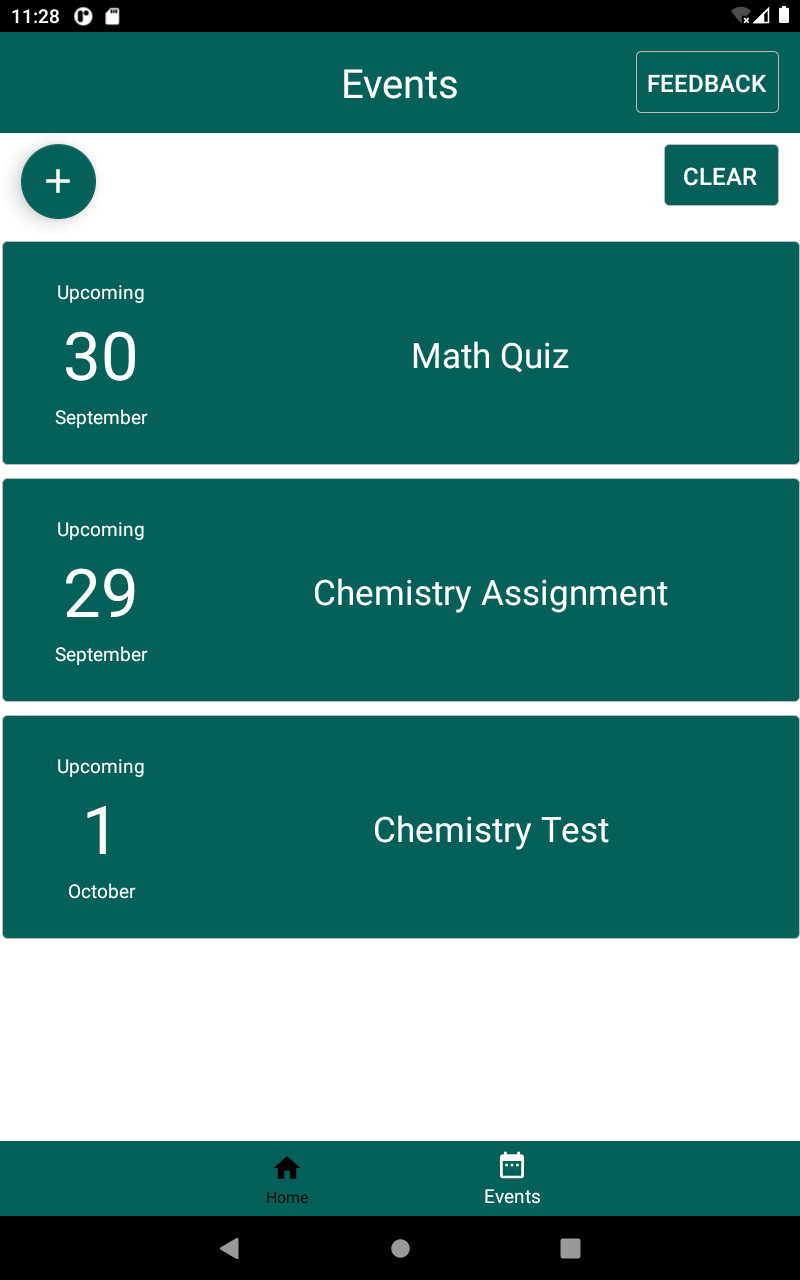 11:28
Events
FEEDBACK
+
CLEAR
Upcoming
30
September
Math Quiz
Upcoming
29
September
Chemistry Assignment
Upcoming
1
October
Chemistry Test
Home
Events